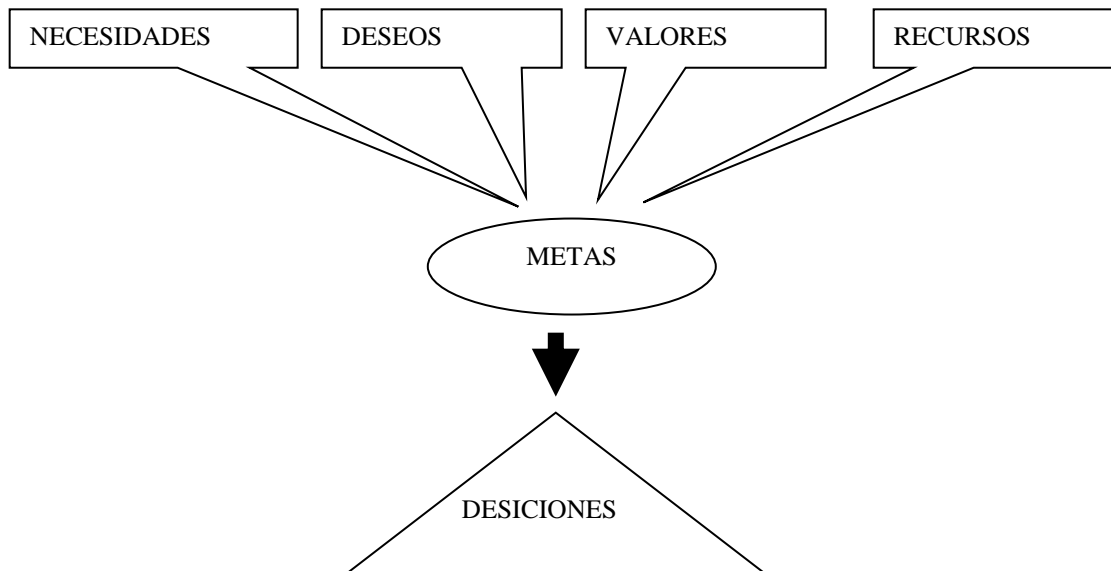 NECESIDADES
DESEOS
VALORES
RECURSOS
METAS
DESICIONES